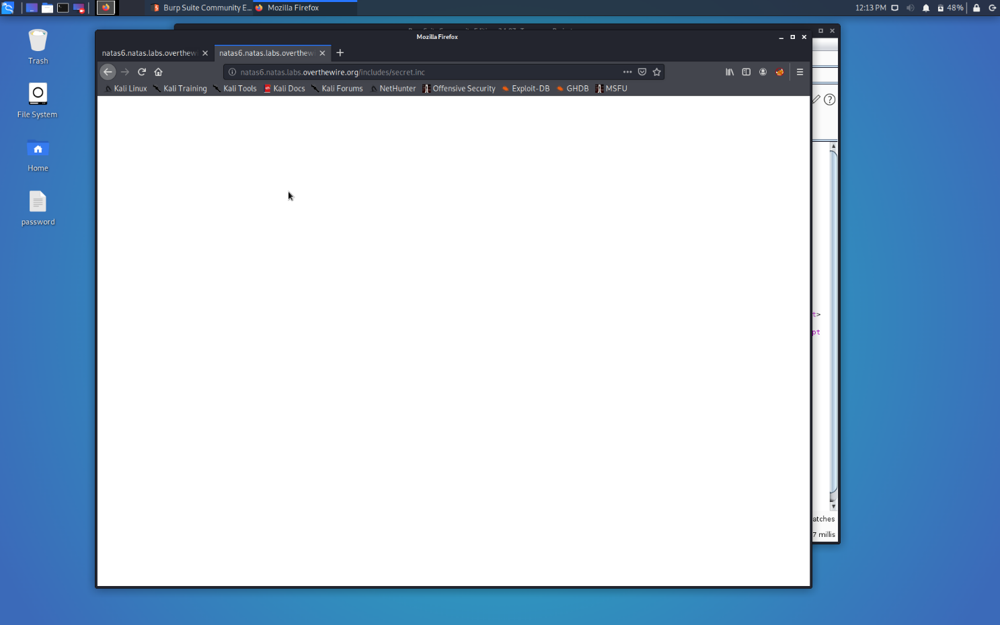 Burp Suite Community E...
Mozilla Firefox
12:13 PM
48%
Trash
File System
Home
password
Mozilla Firefox
natas6.natas.labs.overthew
natas6.natas.labs.overthew
natas6.natas.labs.overthewire.org/includes/secret.inc
Kali Linux
Kali Training
Kali Tools
Kali Docs
Kali Forums
NetHunter
Offensive Security
Exploit-DB
GHDB
MSFU
t>
pt
atches
7 millis